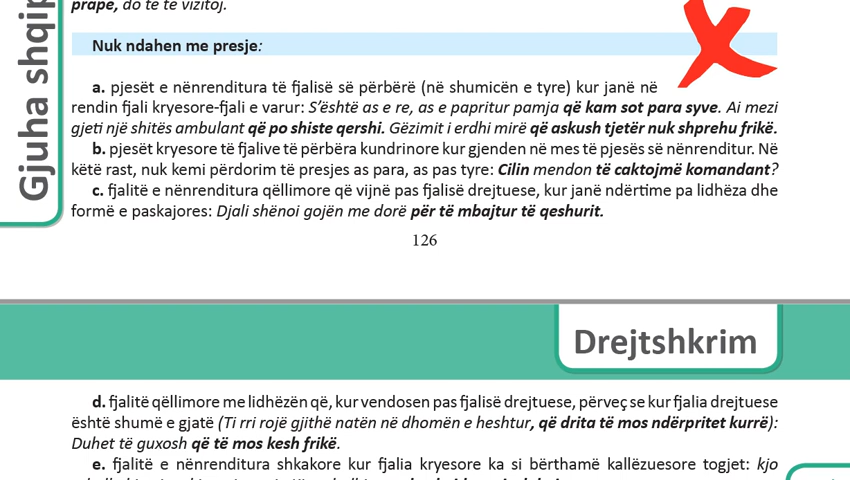 Gjuha shqip
prapë, do të të vizitoj.
Nuk ndahen me presje:
a. pjesët e nënrenditura të fjalisë së përbërë (në shumicën e tyre) kur janë në
rendin fjali kryesore-fjali e varur: S’është as e re, as e papritur pamja që kam sot para syve. Ai mezi
gjeti një shitës ambulant që po shiste qershi. Gëzimit i erdhi mirë që askush tjetër nuk shprehu frikë.
b. pjesët kryesore të fjalive të përbëra kundrinore kur gjenden në mes të pjesës së nënrenditur. Në
këtë rast, nuk kemi përdorim të presjes as para, as pas tyre: Cilin mendon të caktojmë komandant?
c. fjalitë e nënrenditura qëllimore që vijnë pas fjalisë drejtuese, kur janë ndërtime pa lidhëza dhe
formë e paskajores: Djali shënoi gojën me dorë për të mbajtur të qeshurit.
126
Drejtshkrim
d. fjalitë qëllimore me lidhëzën që, kur vendosen pas fjalisë drejtuese, përveç se kur fjalia drejtuese
është shumë e gjatë (Ti rri rojë gjithë natën në dhomën e heshtur, që drita të mos ndërpritet kurrë):
Duhet të guxosh që të mos kesh frikë.
e. fjalitë e nënrenditura shkakore kur fjalia kryesore ka si bërthamë kallëzuesore togjet: kjo